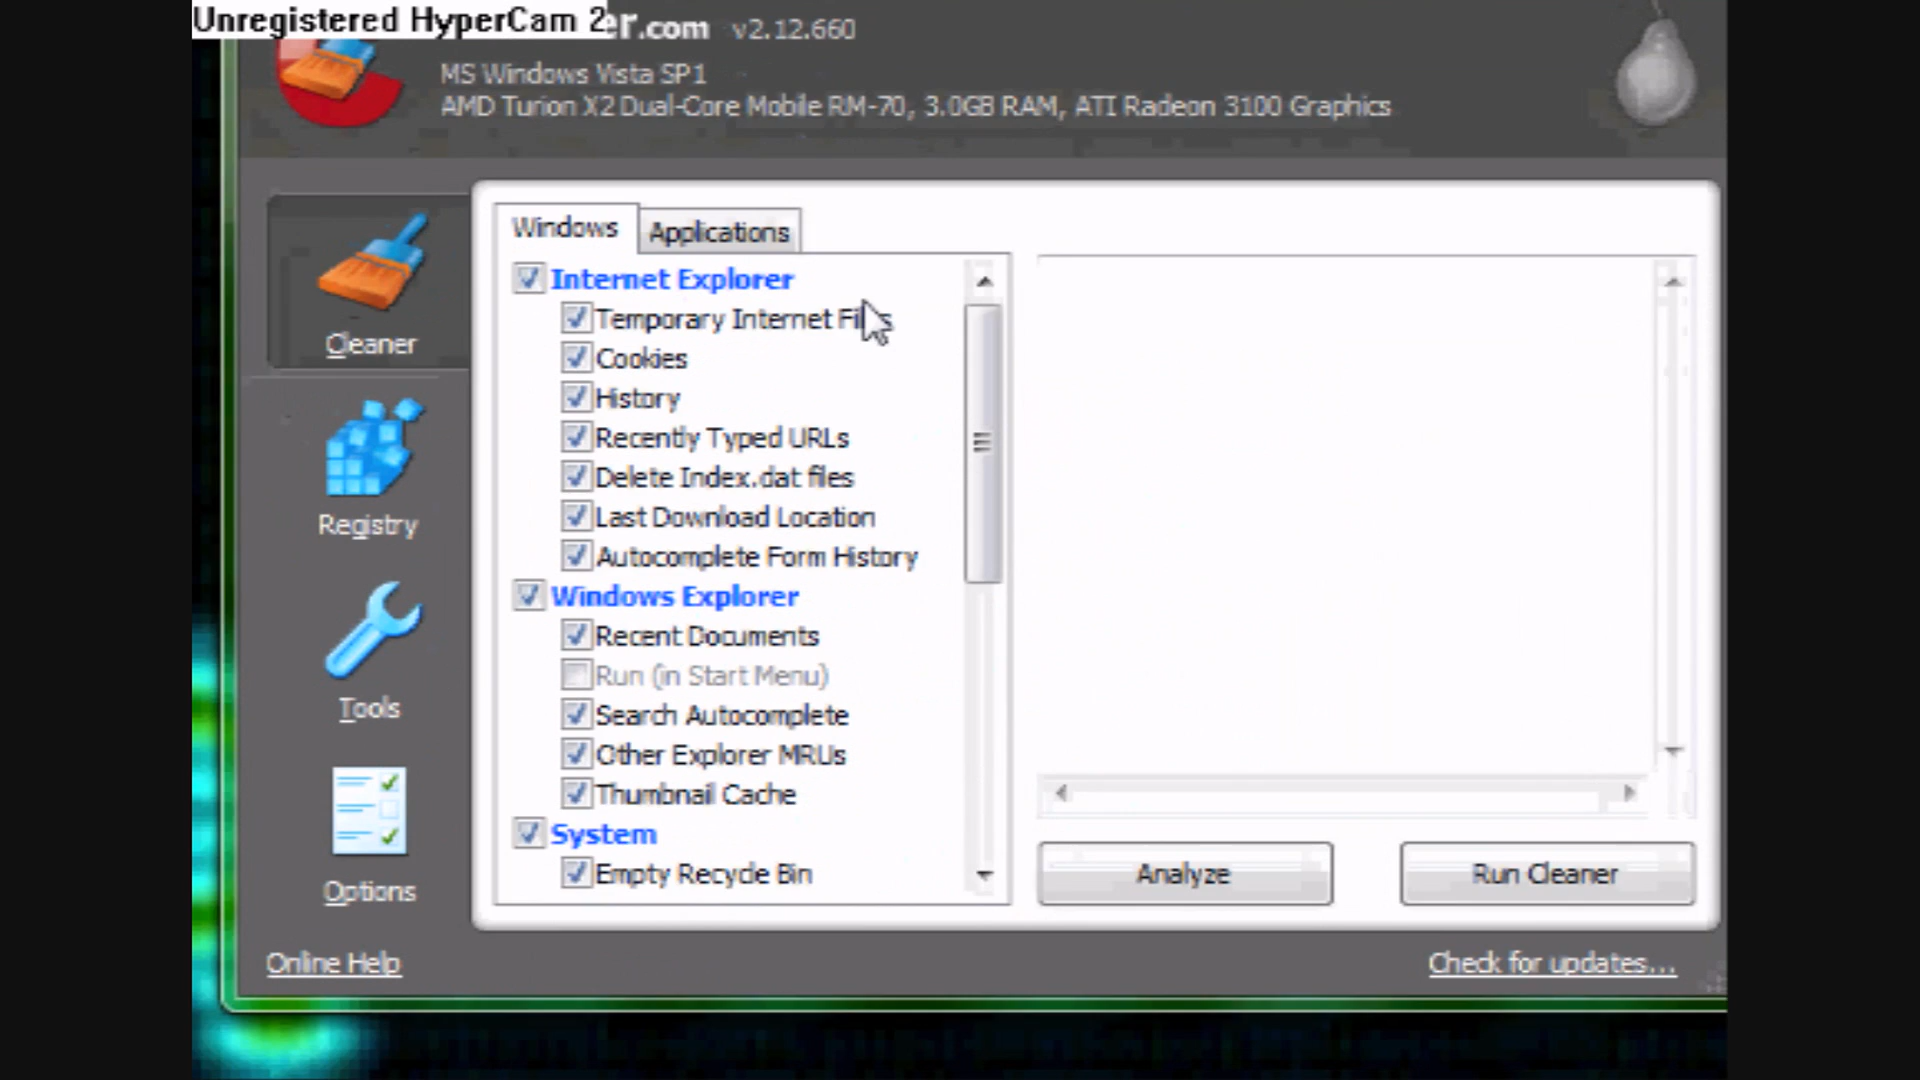 Unregistered HyperCam 2
er.com v2.12.660
MS Windows Vista SP1
AMD Turion X2 Dual-Core Mobile RM-70, 3.0GB RAM, ATI Radeon 3100 Graphics
Windows
Applications
Cleaner
Registry
Tools
Options
Internet Explorer
Temporary Internet Files
Cookies
History
Recently Typed URLs
Delete Index.dat files
Last Download Location
Autocomplete Form History
Windows Explorer
Recent Documents
Run (in Start Menu)
Search Autocomplete
Other Explorer MRUs
Thumbnail Cache
System
Empty Recycle Bin
Analyze
Run Cleaner
Online Help
Check for updates...